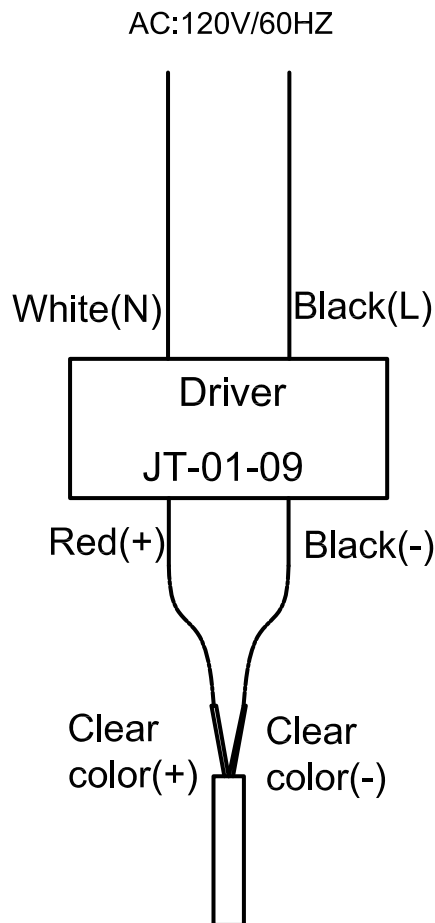 AC:120V/60HZ
White(N)
Black(L)
Driver
JT-01-09
Red(+)
Black(-)
Clear
color(+)
Clear
color(-)